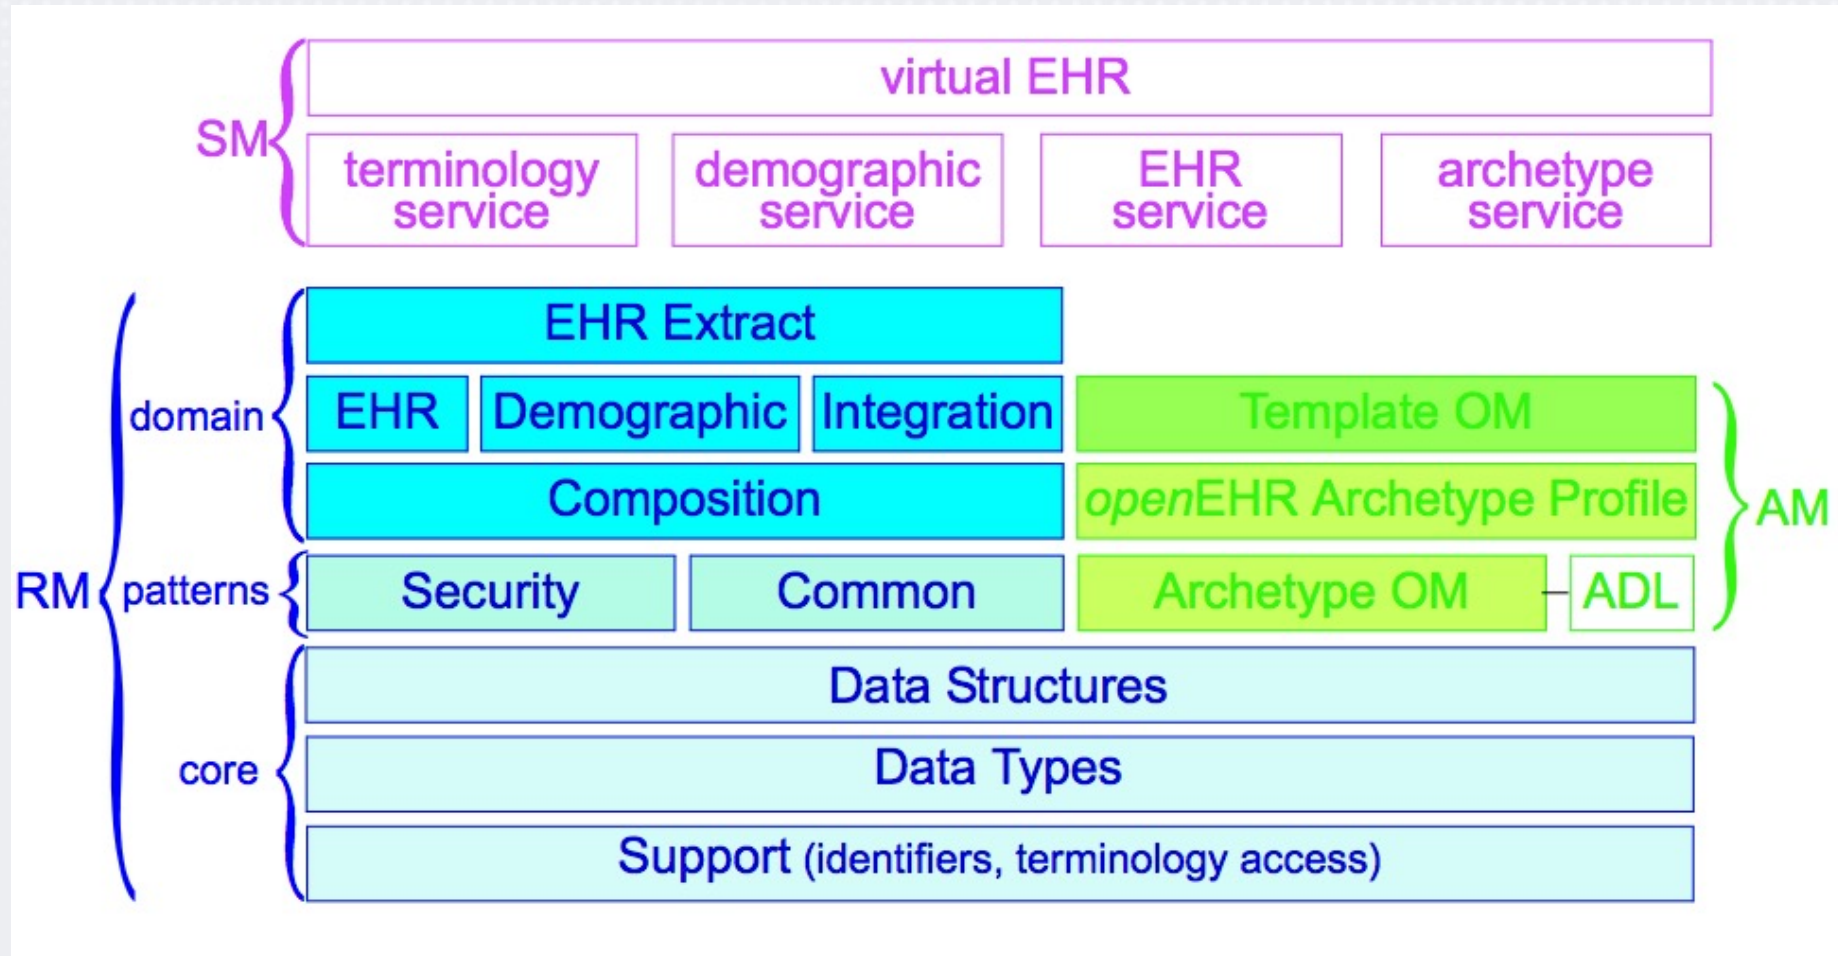 virtual EHR
SM
terminology
service
demographic
service
EHR
service
archetype
service
EHR Extract
domain
EHR
Demographic
Integration
Template OM
Composition
openEHR Archetype Profile
AM
RM
patterns
Security
Common
Archetype OM
ADL
Data Structures
core
Data Types
Support (identifiers, terminology access)